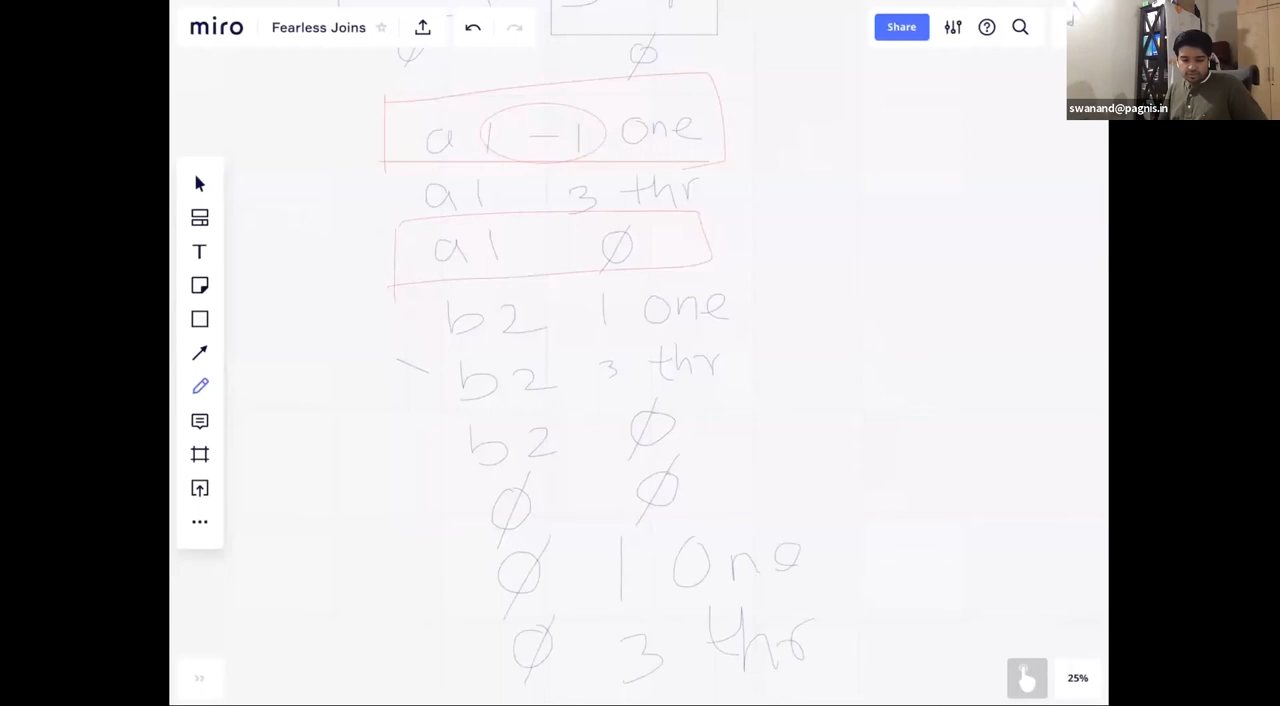 miro Fearless Joins Share
swanand@pagnis.in
∅ ∅
a 1 — 1 one
a 1 3 thr
a 1 ∅
b 2 1 one
b 2 3 thr
b 2 ∅
∅ ∅
∅ 1 One
∅ 3 thr
T
25%